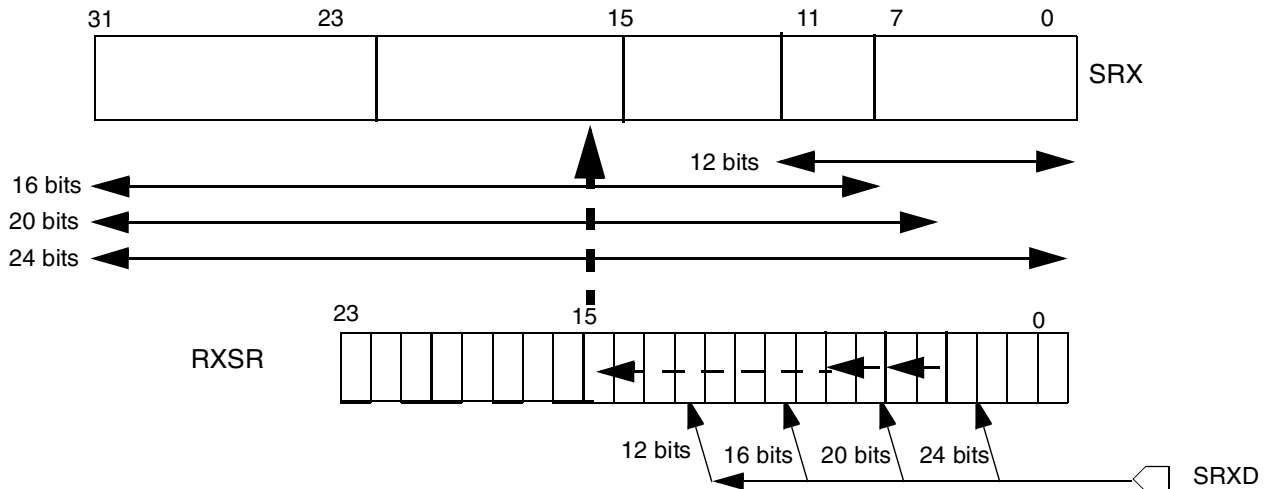 31 23 15 11 7 0
SRX
12 bits
16 bits
20 bits
24 bits
23 15 0
RXSR
12 bits 16 bits 20 bits 24 bits
SRXD